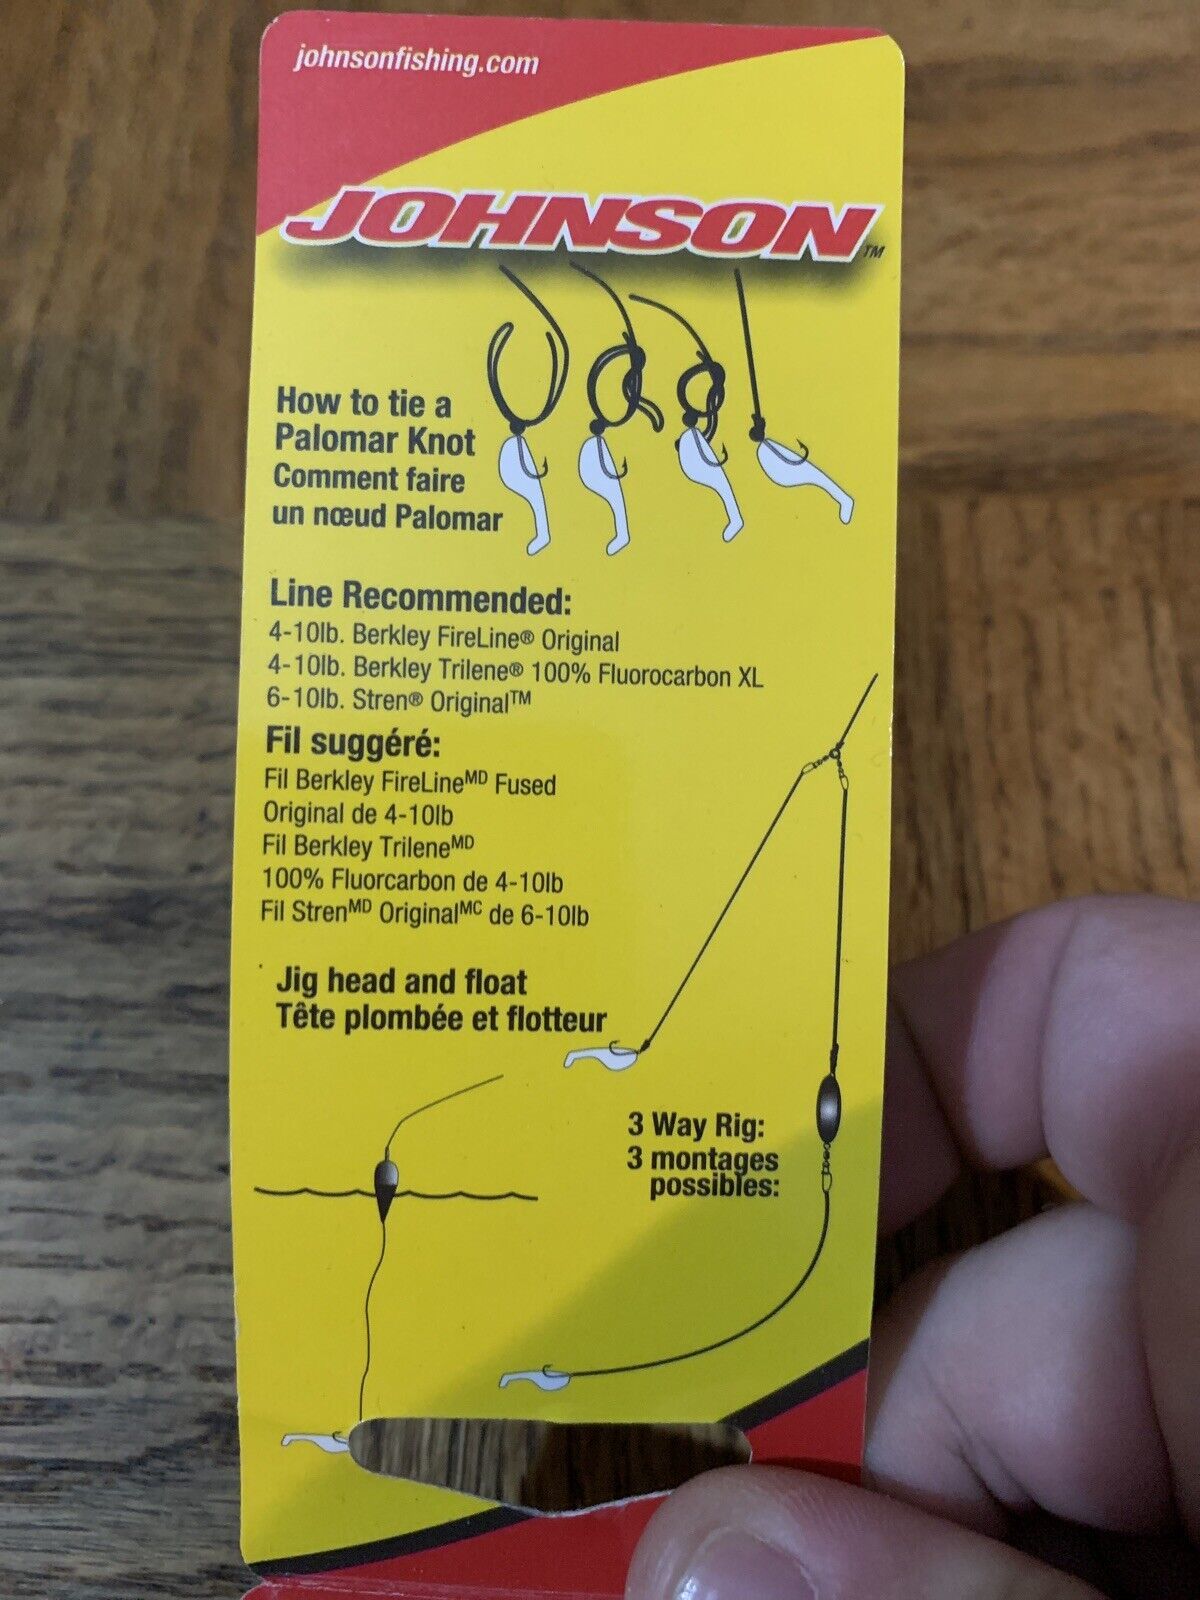 johnsonfishing.com
JOHNSON™
How to tie a
Palomar Knot
Comment faire
un nœud Palomar
Line Recommended:
4-10lb. Berkley FireLine® Original
4-10lb. Berkley Trilene® 100% Fluorocarbon XL
6-10lb. Stren® Original™
Fil suggéré:
Fil Berkley FireLineᴹᴰ Fused
Original de 4-10lb
Fil Berkley Trileneᴹᴰ
100% Fluorcarbon de 4-10lb
Fil Strenᴹᴰ Originalᴹꟲ de 6-10lb
Jig head and float
Tête plombée et flotteur
3 Way Rig:
3 montages
possibles: